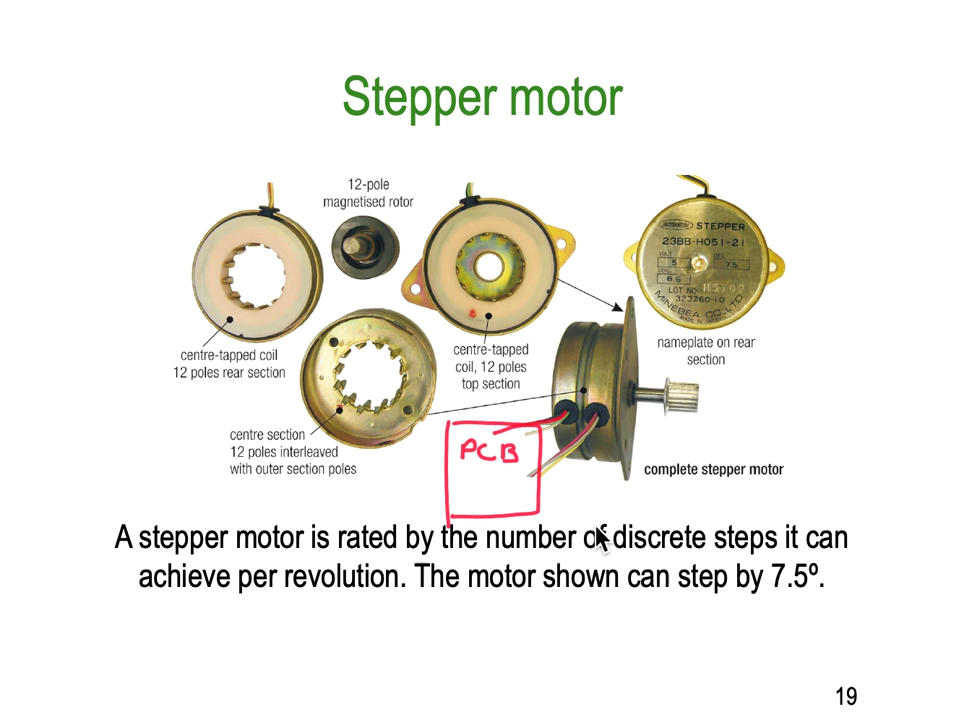 Stepper motor
12-pole
magnetised rotor
STEPPER
23BB-H051-21
VOLT
5
DEG.
7.5
6.6
H5702
LOT NO
323260-10
MINEBEA CO., LTD
nameplate on rear
section
centre-tapped coil
12 poles rear section
centre-tapped
coil, 12 poles
top section
centre section
12 poles interleaved
with outer section poles
PCB
complete stepper motor
A stepper motor is rated by the number of discrete steps it can
achieve per revolution. The motor shown can step by 7.5º.
19